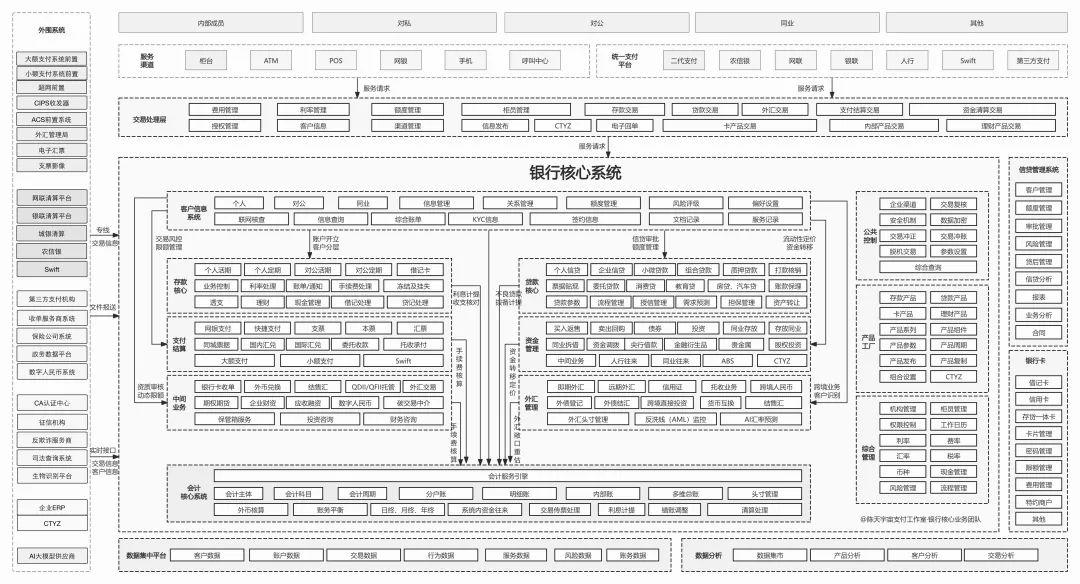 外围系统
大额支付系统前置
小额支付系统前置
超网前置
CIPS收发器
ACS前置系统
外汇管理局
电子汇票
支票影像
网联清算平台
银联清算平台
城银清算
农信银
Swift
第三方支付机构
收单服务商系统
保险公司系统
政务数据平台
数字人民币系统
CA认证中心
征信机构
反欺诈服务商
司法查询系统
生物识别平台
企业ERP
CTYZ
AI大模型供应商
专线
交易信息
文件报送
实时接口
交易信息
客户信息
内部成员 对私 对公 同业 其他
服务渠道
柜台 ATM POS 网银 手机 呼叫中心
统一支付平台
二代支付 农信银 网联 银联 人行 Swift 第三方支付
服务请求 服务请求
交易处理层
费用管理 利率管理 额度管理 柜员管理 存款交易 贷款交易 外汇交易 支付结算交易 资金清算交易
授权管理 客户信息 渠道管理 信息发布 CTYZ 电子回单 卡产品交易 内部产品交易 理财产品交易
服务请求
银行核心系统
客户信息系统
个人 对公 同业 信息管理 关系管理 额度管理 风险评级 偏好设置
联网核查 信息查询 综合账单 KYC信息 签约信息 文档记录 服务记录
交易风控
限额管理
账户开立
客户分层
信贷审批
额度管理
流动性定价
资金转移
存款核心
个人活期 个人定期 对公活期 对公定期 借记卡
业务控制 利率处理 账单/通知 手续费处理 冻结及挂失
透支 理财 现金管理 借记处理 贷记处理
利息计提
收支核对
不良贷款
拨备计提
贷款核心
个人信贷 企业信贷 小微贷款 组合贷款 质押贷款 打款核销
票据贴现 委托贷款 消费贷 教育贷 房贷、汽车贷 账款保理
贷款参数 流程管理 授信管理 需求预测 担保管理 资产转让
支付结算
网银支付 快捷支付 支票 本票 汇票
同城票据 国内汇兑 国际汇兑 委托收款 托收承付
大额支付 小额支付 Swift
手续费核算
资金转移定价
资金管理
买入返售 卖出回购 债券 投资 同业存放 存放同业
同业拆借 资金调拨 央行借款 金融衍生品 贵金属 股权投资
中间业务 人行往来 同业往来 ABS CTYZ
资质审核
动态限额
中间业务
银行卡收单 外币兑换 结售汇 QDII/QFII托管 外汇交易
期权期货 企业财资 应收融资 数字人民币 碳交易中介
保管箱服务 投资咨询 财务咨询
手续费核算
外汇敞口重估
外汇管理
即期外汇 远期外汇 信用证 托收业务 跨境人民币
外债登记 外债结汇 跨境直接投资 货币互换 结售汇
外汇头寸管理 反洗钱（AML）监控 AI汇率预测
跨境业务
客户识别
会计核心系统
会计服务引擎
会计主体 会计科目 会计周期 分户账 明细账 内部账 多维总账 头寸管理
外币核算 账务平衡 日终、月终、年终 系统内资金往来 交易传票处理 利息计提 错账调整 清算处理
公共控制
企业渠道 交易复核
安全机制 数据加密
交易冲正 交易冲账
脱机交易 参数设置
综合查询
产品工厂
存款产品 贷款产品
卡产品 理财产品
产品系列 产品组件
产品参数 产品周期
产品发布 产品复制
组合设置 CTYZ
综合管理
机构管理 柜员管理
权限控制 工作日历
利率 费率
汇率 税率
币种 现金管理
风险管理 流程管理
@陈天宇宙支付工作室·银行核心业务团队
信贷管理系统
客户管理
额度管理
审批管理
风险管理
贷后管理
信贷分析
报表
业务分析
合同
银行卡
借记卡
信用卡
存贷一体卡
卡片管理
密码管理
限额管理
费用管理
特约商户
其他
数据集中平台
客户数据 账户数据 交易数据 行为数据 服务数据 风险数据 账务数据
数据分析
数据集市 产品分析 客户分析 交易分析